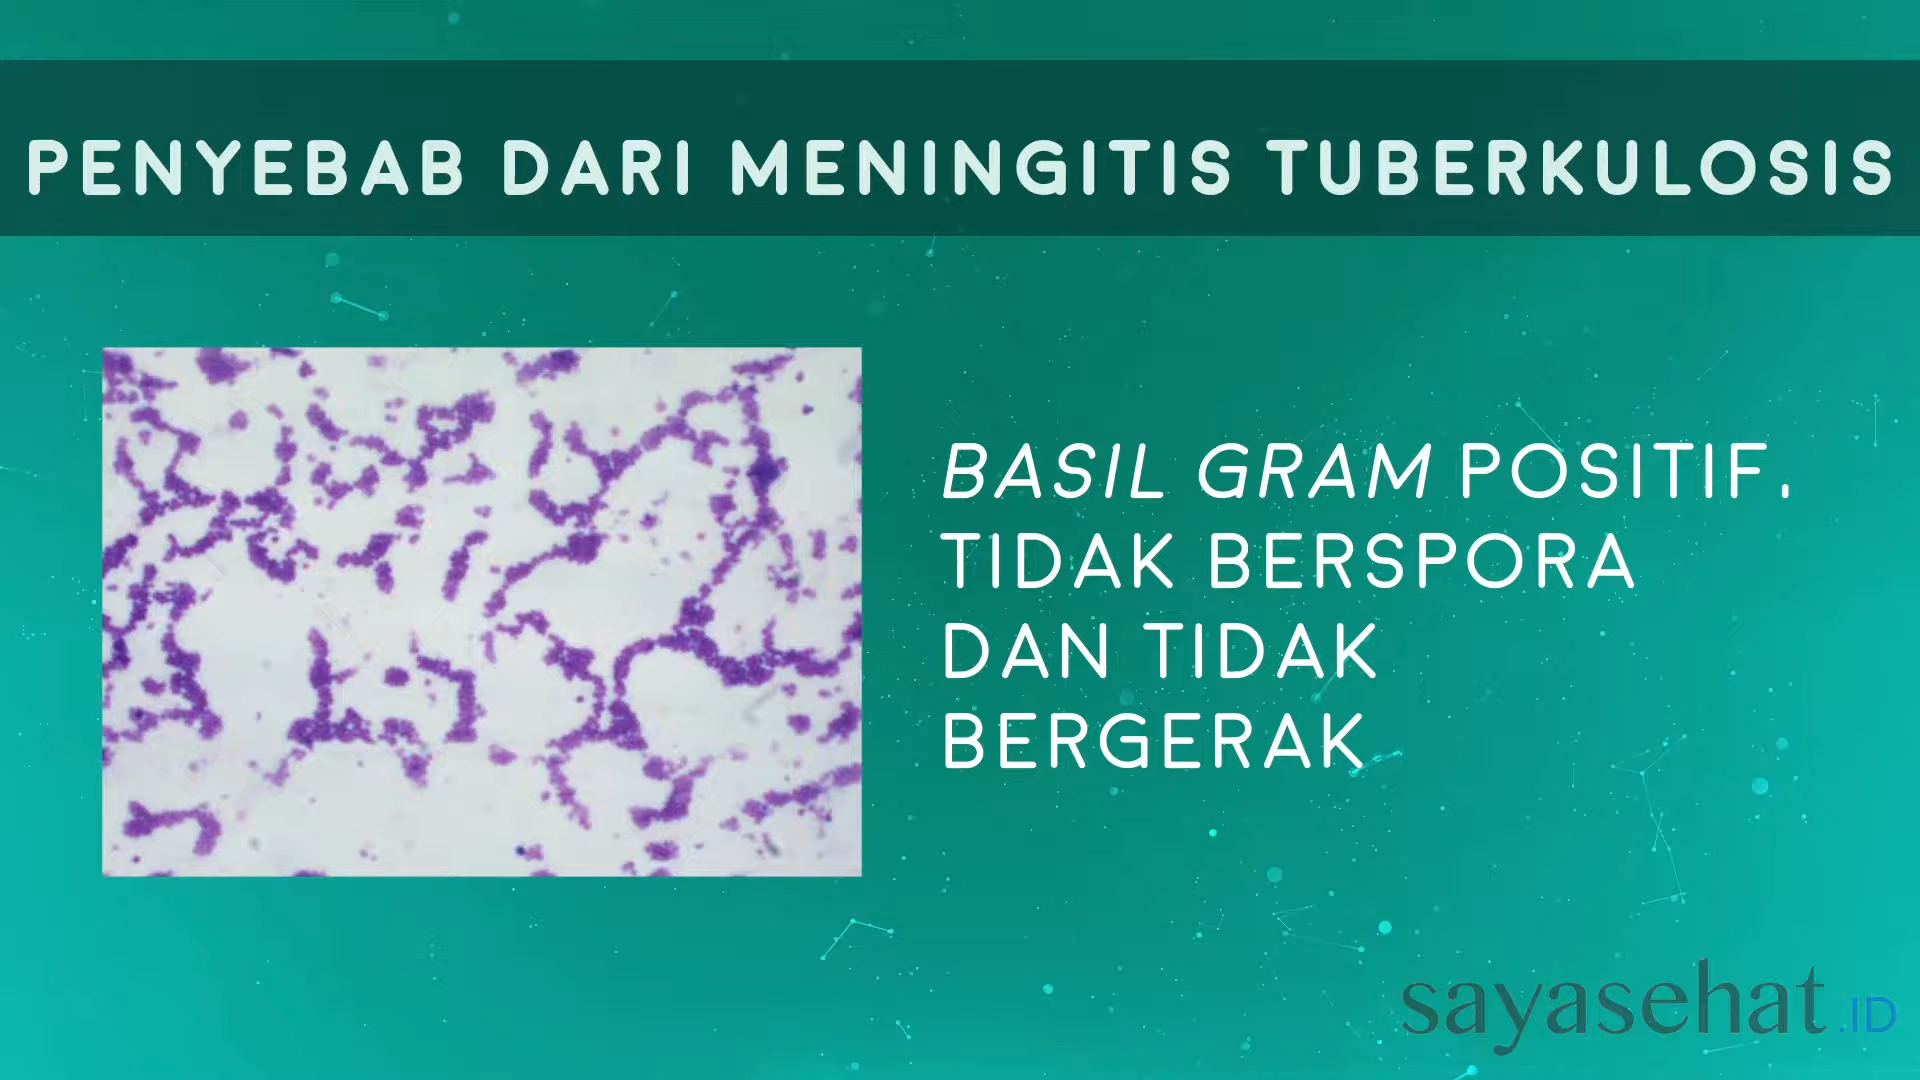 PENYEBAB DARI MENINGITIS TUBERKULOSIS
BASIL GRAM POSITIF.
TIDAK BERSPORA
DAN TIDAK
BERGERAK
sayasehat.ID